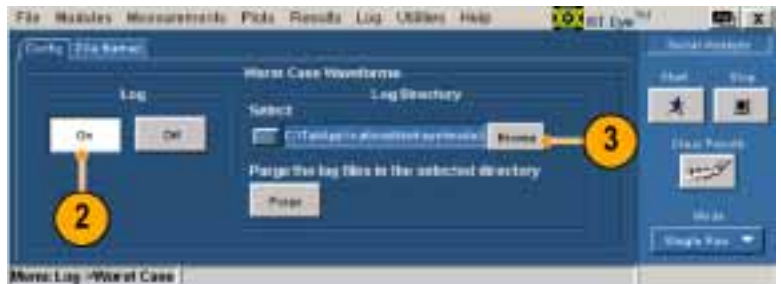 File Modules Measurements Plots Results Log Utilities Help RT Eye
Config File Names
Serial Analysis
Worst Case Waveforms
Log
Log Directory
Start Stop
Select
On Off
Browse
3
Clear Results
Purge the log files in the selected directory
Purge
2
Mode
Single Run
Menu: Log >Worst Case